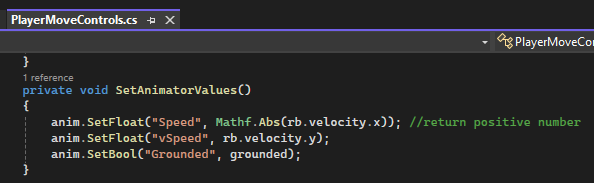 PlayerMoveControls.cs
PlayerMoveCon
}
1 reference
private void SetAnimatorValues()
{
anim.SetFloat("Speed", Mathf.Abs(rb.velocity.x)); //return positive number
anim.SetFloat("vSpeed", rb.velocity.y);
anim.SetBool("Grounded", grounded);
}